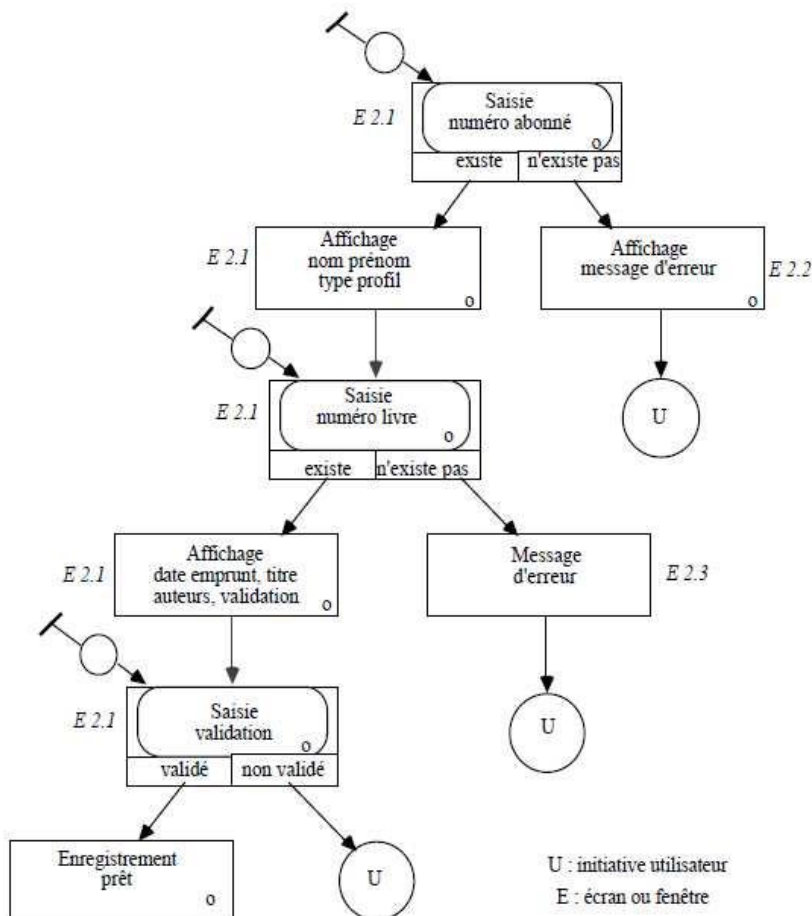 Saisie
numéro abonné
E 2.1
o
existe
n'existe pas
Affichage
nom prénom
type profil
E 2.1
o
Affichage
message d'erreur
E 2.2
o
Saisie
numéro livre
E 2.1
o
U
existe
n'existe pas
Affichage
date emprunt, titre
auteurs, validation
E 2.1
o
Message
d'erreur
E 2.3
Saisie
validation
E 2.1
o
U
validé
non validé
Enregistrement
prêt
o
U
U : initiative utilisateur
E : écran ou fenêtre